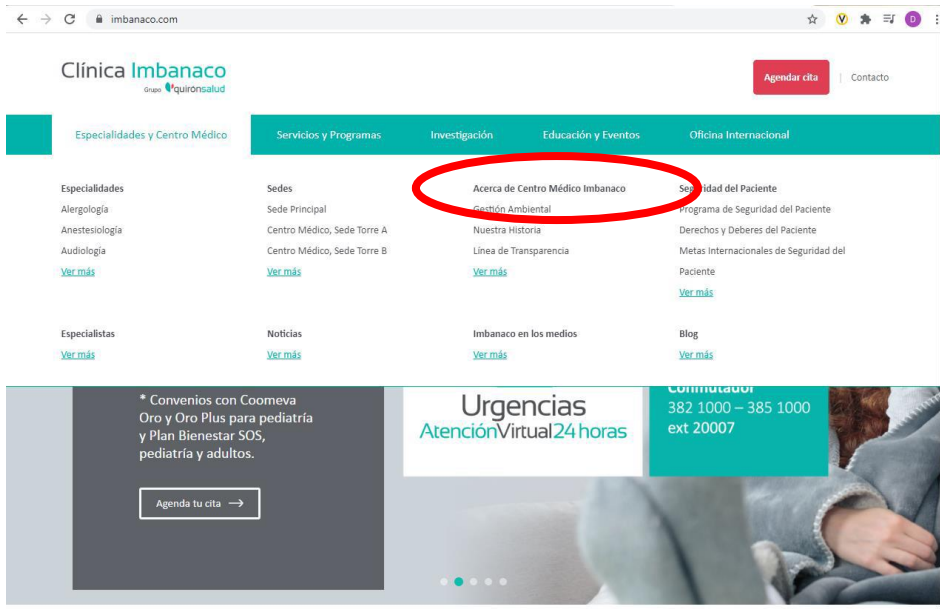 imbanaco.com
V
D
Clínica Imbanaco
Grupo quirónsalud
Agendar cita
Contacto
Especialidades y Centro Médico
Servicios y Programas
Investigación
Educación y Eventos
Oficina Internacional
Especialidades
Alergología
Anestesiología
Audiología
Ver más
Sedes
Sede Principal
Centro Médico, Sede Torre A
Centro Médico, Sede Torre B
Ver más
Acerca de Centro Médico Imbanaco
Gestión Ambiental
Nuestra Historia
Línea de Transparencia
Ver más
Seguridad del Paciente
Programa de Seguridad del Paciente
Derechos y Deberes del Paciente
Metas Internacionales de Seguridad del
Paciente
Ver más
Especialistas
Ver más
Noticias
Ver más
Imbanaco en los medios
Ver más
Blog
Ver más
* Convenios con Coomeva
Oro y Oro Plus para pediatría
y Plan Bienestar SOS,
pediatría y adultos.
Agenda tu cita
Urgencias
AtenciónVirtual24 horas
Conmutador
382 1000 – 385 1000
ext 20007